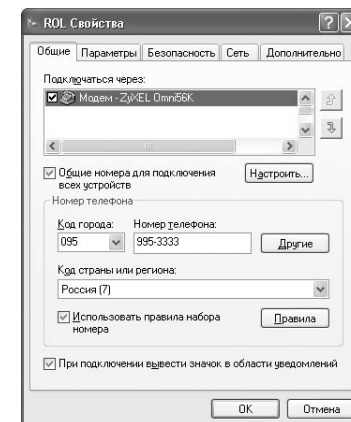 ROL Свойства
Общие Параметры Безопасность Сеть Дополнительно
Подключаться через:
Модем - ZyXEL Omni56K
Общие номера для подключения
всех устройств
Настроить...
Номер телефона
Код города: Номер телефона:
095 995-3333 Другие
Код страны или региона:
Россия (7)
Использовать правила набора
номера
Правила
При подключении вывести значок в области уведомлений
OK Отмена